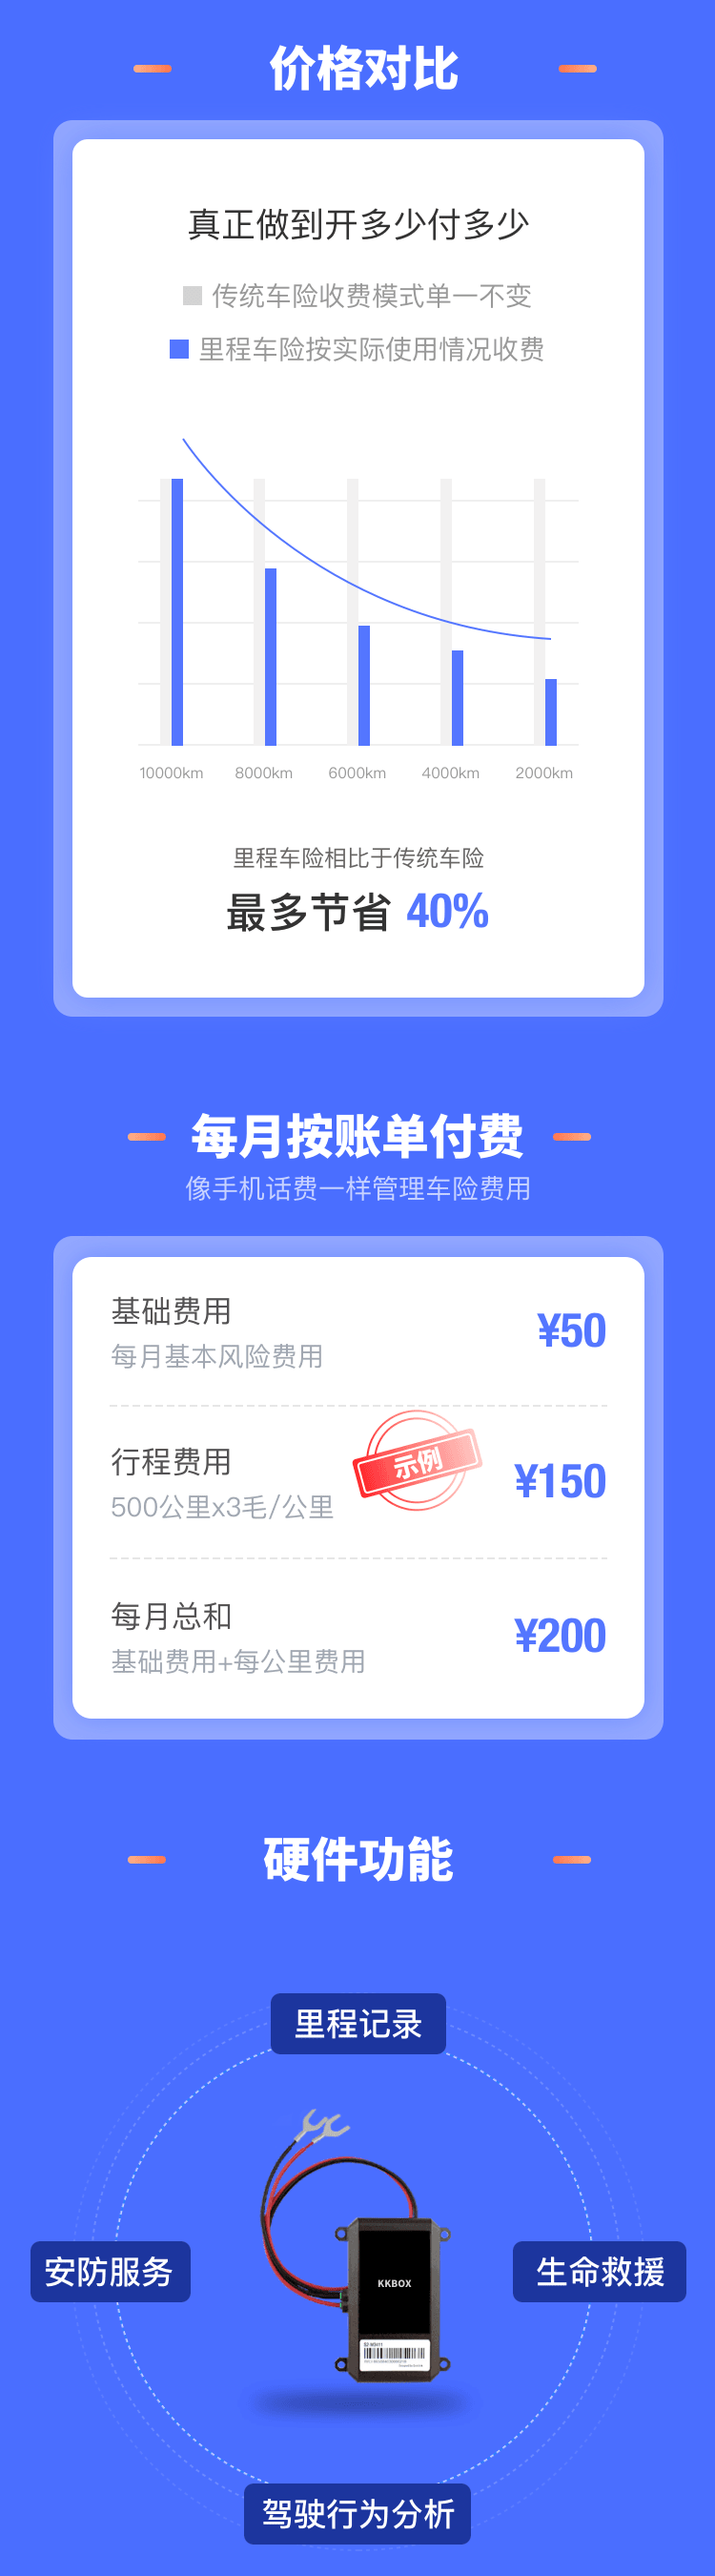 价格对比
真正做到开多少付多少
传统车险收费模式单一不变
里程车险按实际使用情况收费
10000km 8000km 6000km 4000km 2000km
里程车险相比于传统车险
最多节省 40%
每月按账单付费
像手机话费一样管理车险费用
基础费用
¥50
每月基本风险费用
示例
行程费用
¥150
500公里x3毛/公里
每月总和
¥200
基础费用+每公里费用
硬件功能
里程记录
安防服务
KKBOX
生命救援
驾驶行为分析